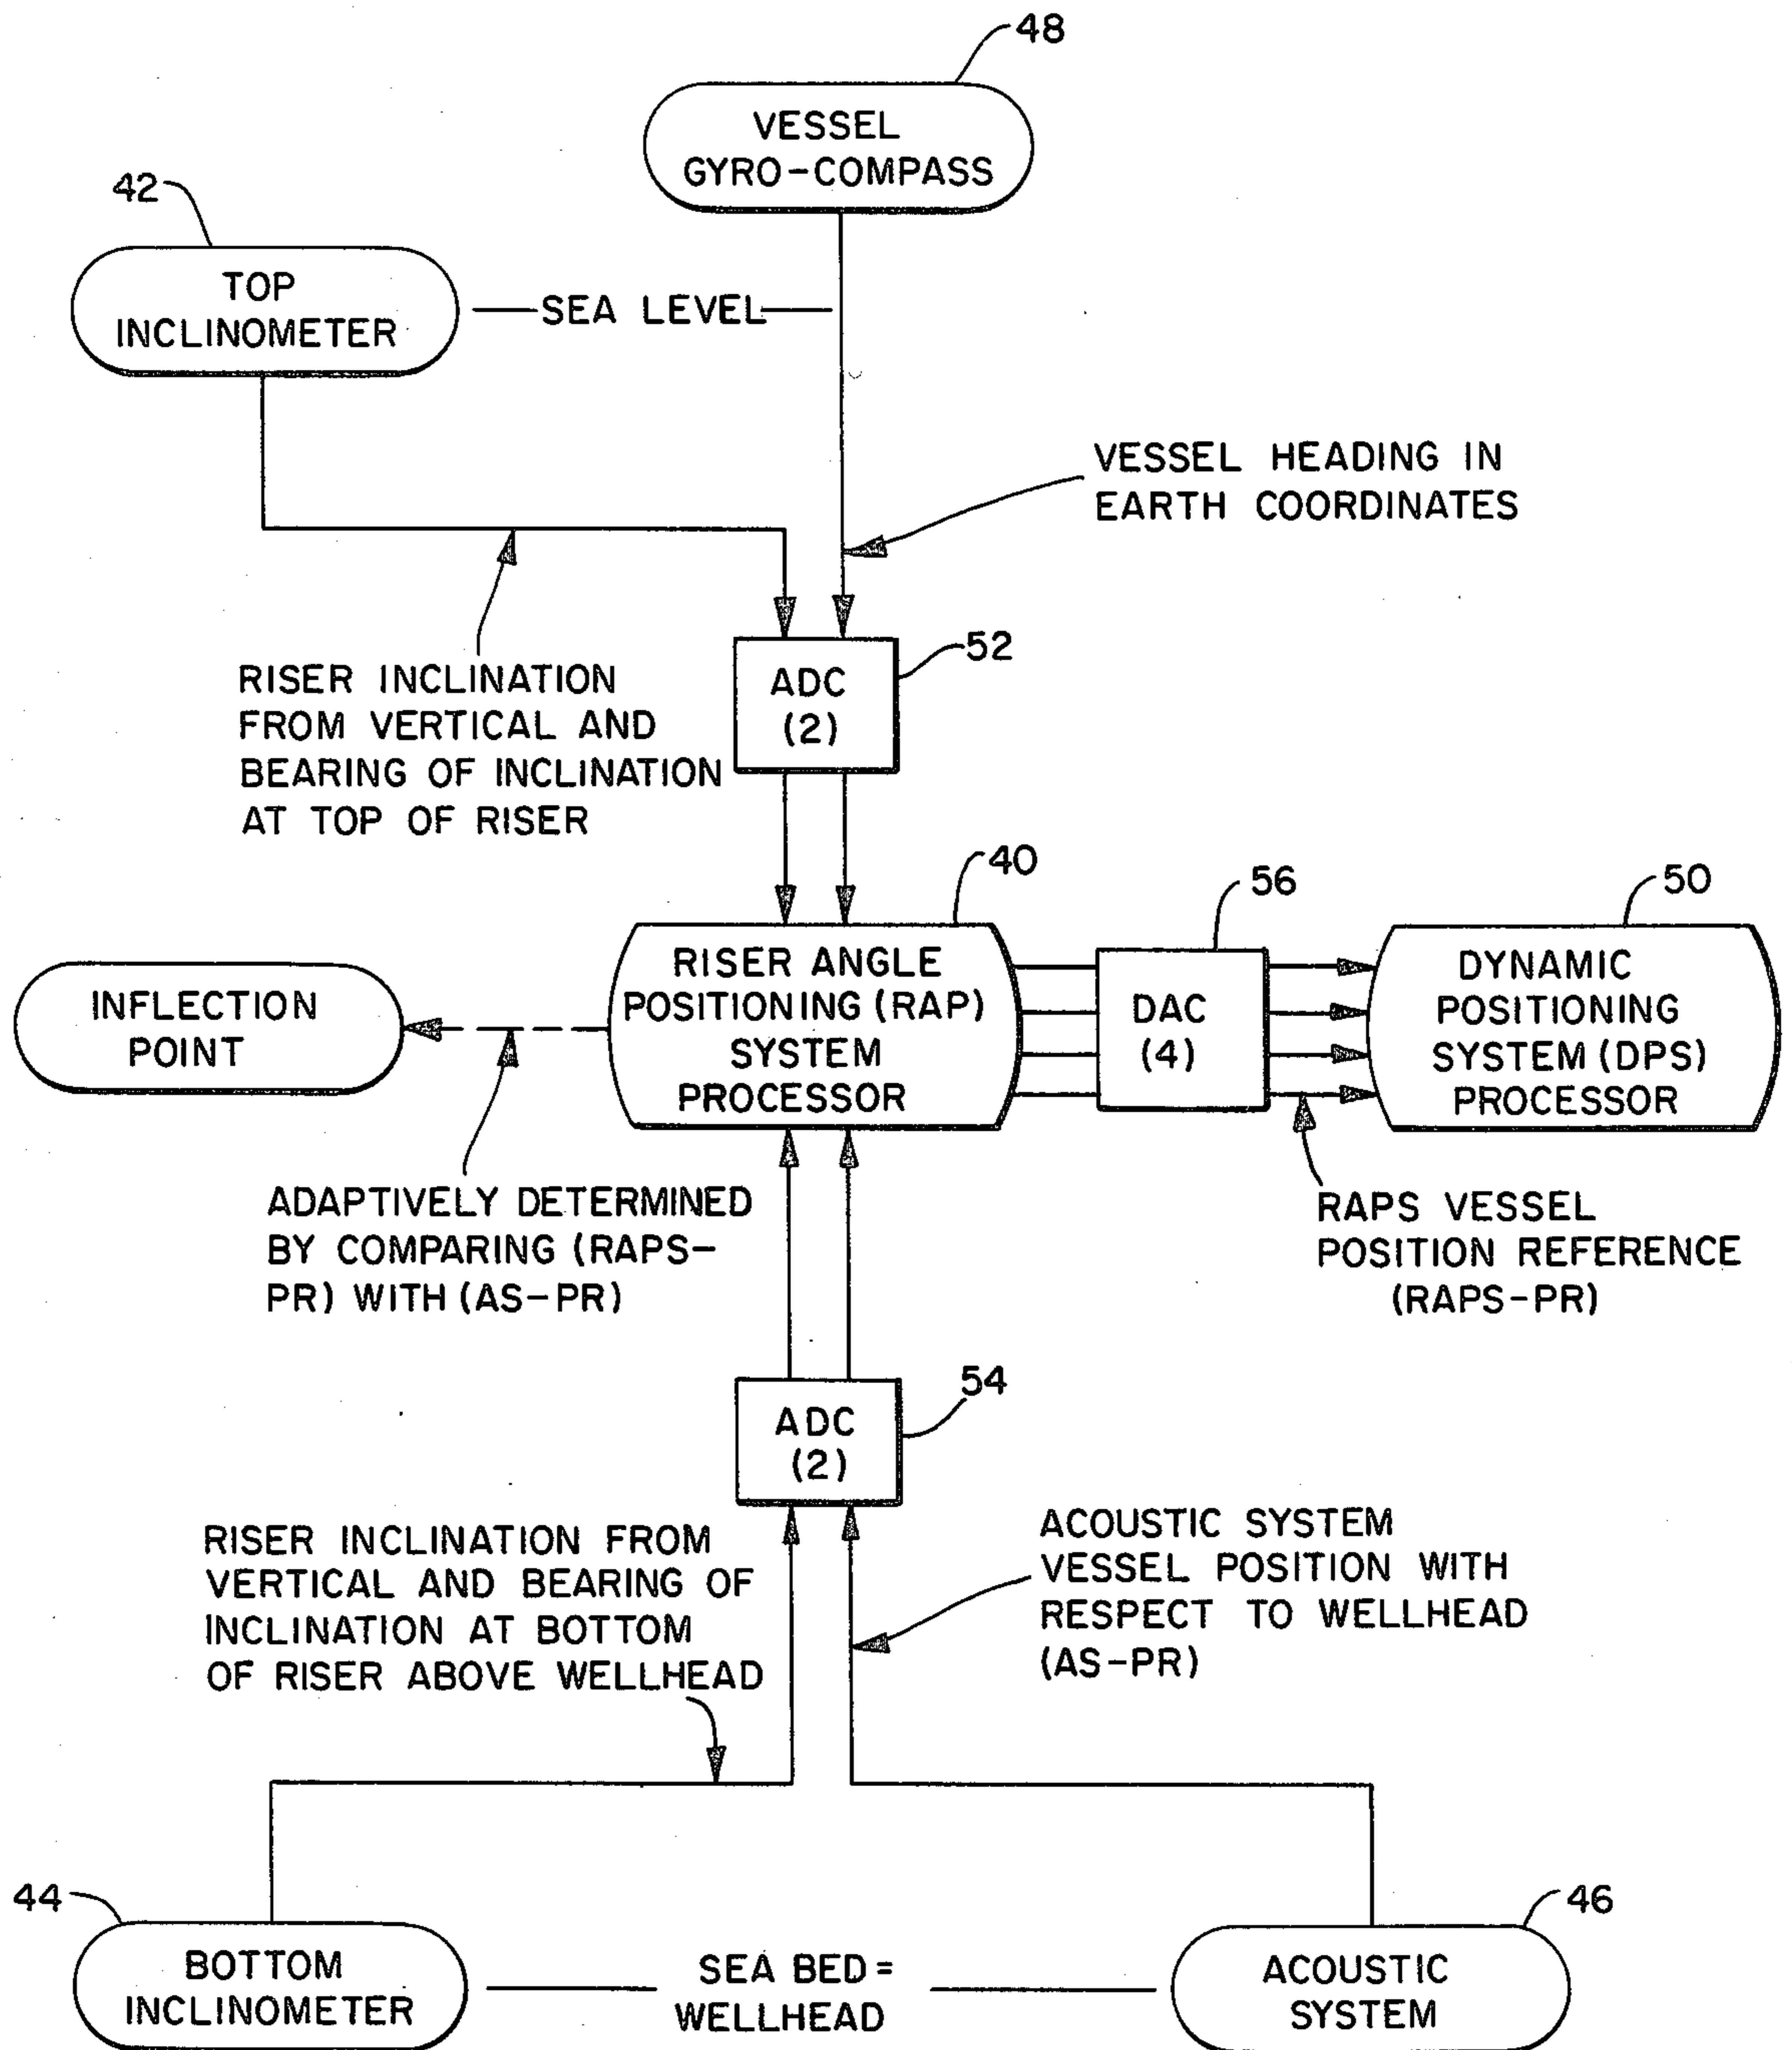 48
VESSEL
GYRO-COMPASS
42
TOP
INCLINOMETER
SEA LEVEL
VESSEL HEADING IN
EARTH COORDINATES
52
ADC
(2)
RISER INCLINATION
FROM VERTICAL AND
BEARING OF INCLINATION
AT TOP OF RISER
40
56
50
INFLECTION
POINT
RISER ANGLE
POSITIONING (RAP)
SYSTEM
PROCESSOR
DAC
(4)
DYNAMIC
POSITIONING
SYSTEM (DPS)
PROCESSOR
ADAPTIVELY DETERMINED
BY COMPARING (RAPS-
PR) WITH (AS-PR)
RAPS VESSEL
POSITION REFERENCE
(RAPS-PR)
54
ADC
(2)
RISER INCLINATION FROM
VERTICAL AND BEARING OF
INCLINATION AT BOTTOM
OF RISER ABOVE WELLHEAD
ACOUSTIC SYSTEM
VESSEL POSITION WITH
RESPECT TO WELLHEAD
(AS-PR)
44
BOTTOM
INCLINOMETER
SEA BED =
WELLHEAD
46
ACOUSTIC
SYSTEM